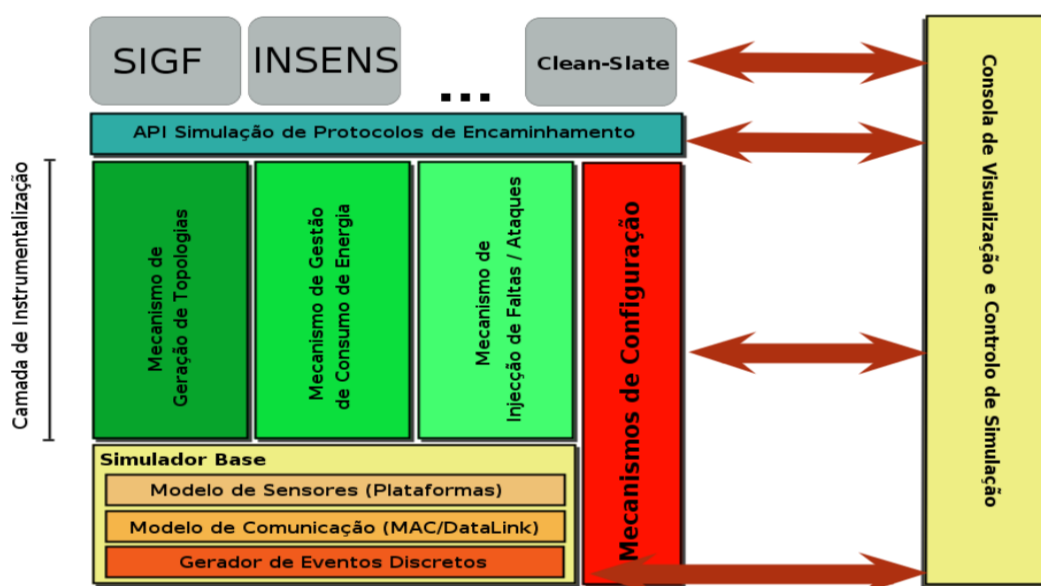 SIGF
INSENS
...
Clean-Slate
API Simulação de Protocolos de Encaminhamento
Camada de Instrumentalização
Mecanismo de
Geração de Topologias
Mecanismo de Gestão
de Consumo de Energia
Mecanismo de
Injecção de Faltas / Ataques
Mecanismos de Configuração
Simulador Base
Modelo de Sensores (Plataformas)
Modelo de Comunicação (MAC/DataLink)
Gerador de Eventos Discretos
Consola de Visualização e Controlo de Simulação